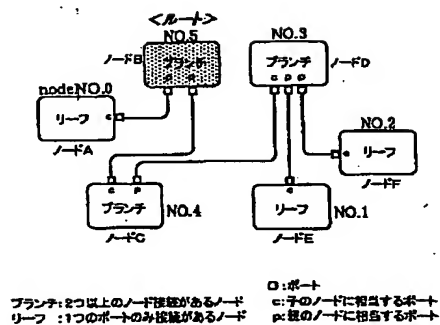 <ルート>
NO.5
NO.3
ノードB
ブランチ
ブランチ
ノードD
c p p
nodeNO.0
リーフ c
ノードA
NO.2
c リーフ
ノードF
c p
c
ブランチ
NO.4
リーフ
NO.1
ノードC
ノードE
□:ポート
ブランチ:2つ以上のノード接続があるノード
c:子のノードに相当するポート
リーフ :1つのポートのみ接続があるノード
p:親のノードに相当するポート